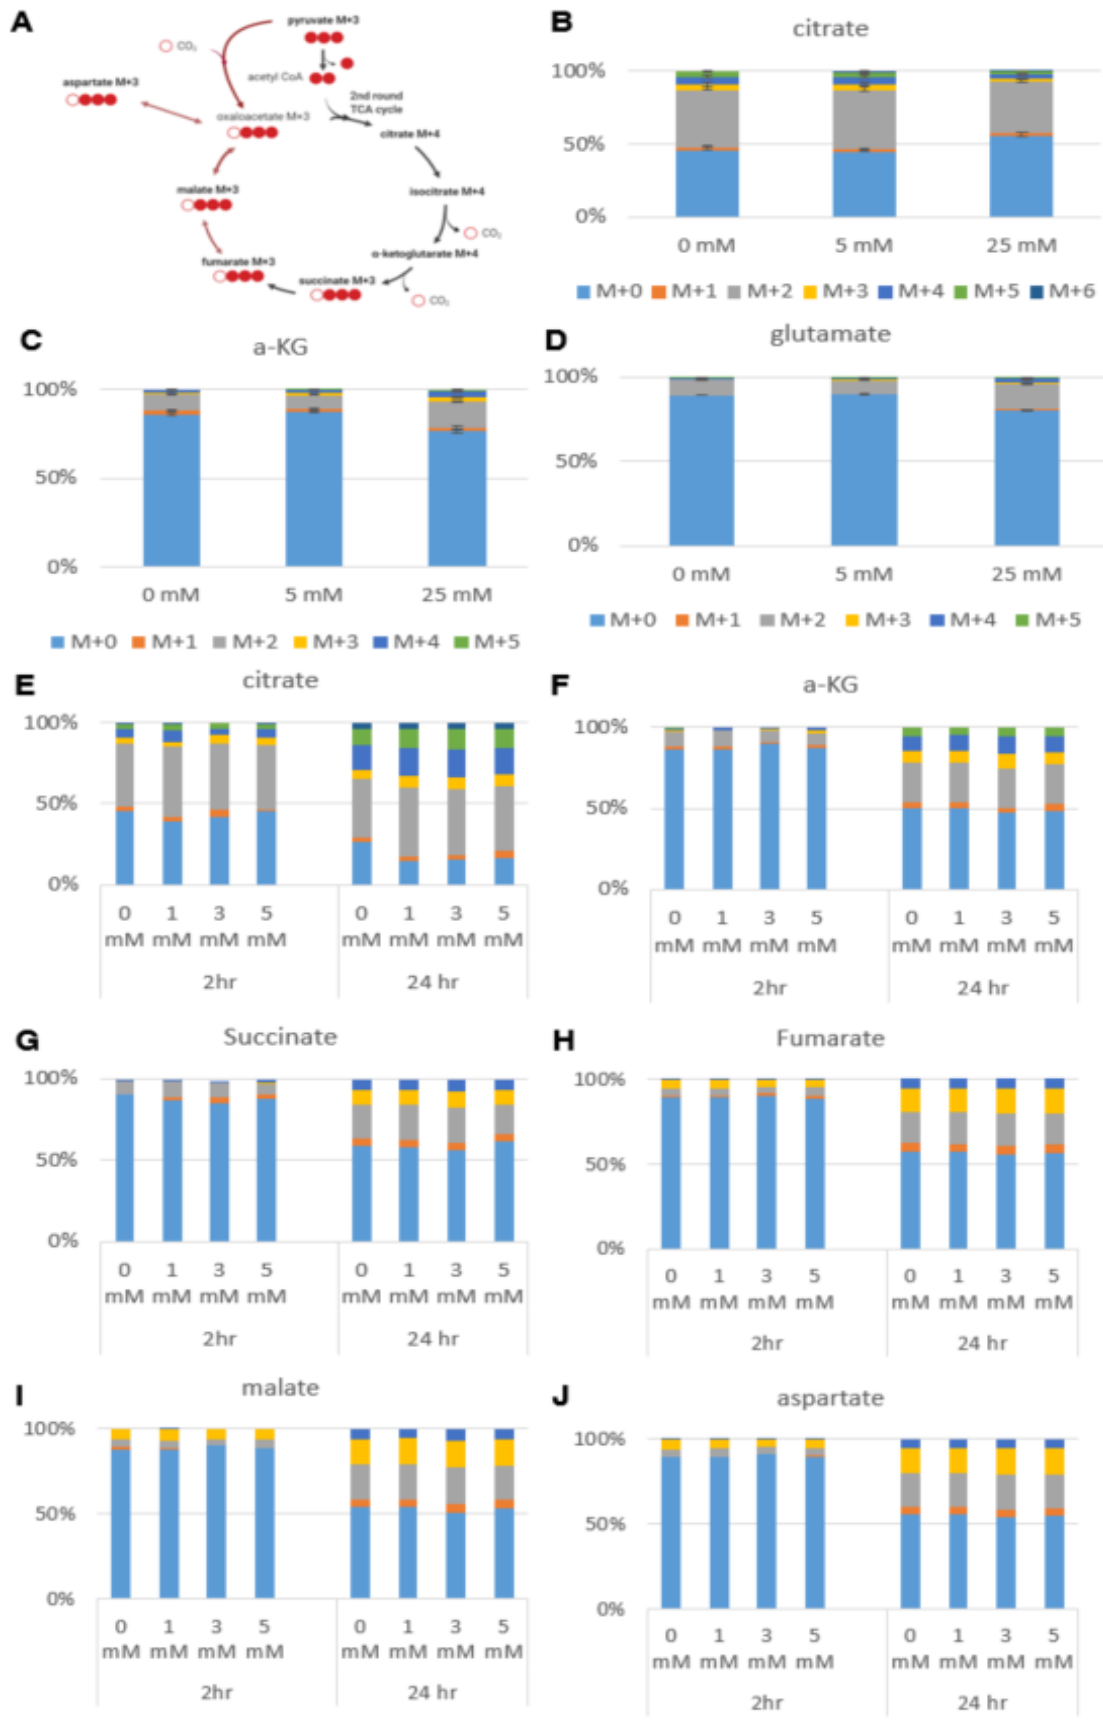 A
pyruvate M+3
CO₂
acetyl CoA
aspartate M+3
2nd round
TCA cycle
oxaloacetate M+3
citrate M+4
malate M+3
isocitrate M+4
CO₂
α-ketoglutarate M+4
fumarate M+3
succinate M+3
CO₂
B
citrate
100%
50%
0%
0 mM 5 mM 25 mM
M+0 M+1 M+2 M+3 M+4 M+5 M+6
C
a-KG
100%
50%
0%
0 mM 5 mM 25 mM
M+0 M+1 M+2 M+3 M+4 M+5
D
glutamate
100%
50%
0%
0 mM 5 mM 25 mM
M+0 M+1 M+2 M+3 M+4 M+5
E
citrate
100%
50%
0%
0 1 3 5 0 1 3 5
mM mM mM mM mM mM mM mM
2hr 24 hr
F
a-KG
100%
50%
0%
0 1 3 5 0 1 3 5
mM mM mM mM mM mM mM mM
2hr 24 hr
G
Succinate
100%
50%
0%
0 1 3 5 0 1 3 5
mM mM mM mM mM mM mM mM
2hr 24 hr
H
Fumarate
100%
50%
0%
0 1 3 5 0 1 3 5
mM mM mM mM mM mM mM mM
2hr 24 hr
I
malate
100%
50%
0%
0 1 3 5 0 1 3 5
mM mM mM mM mM mM mM mM
2hr 24 hr
J
aspartate
100%
50%
0%
0 1 3 5 0 1 3 5
mM mM mM mM mM mM mM mM
2hr 24 hr